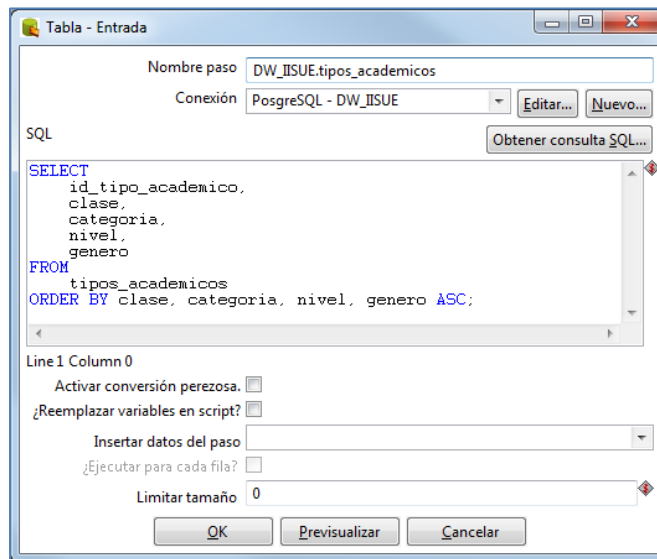 Tabla - Entrada
Nombre paso DW_IISUE.tipos_academicos
Conexión PosgreSQL - DW_IISUE Editar... Nuevo...
SQL Obtener consulta SQL...
SELECT
id_tipo_academico,
clase,
categoria,
nivel,
genero
FROM
tipos_academicos
ORDER BY clase, categoria, nivel, genero ASC;
Line 1 Column 0
Activar conversión perezosa.
¿Reemplazar variables en script?
Insertar datos del paso
¿Ejecutar para cada fila?
Limitar tamaño 0
OK Previsualizar Cancelar